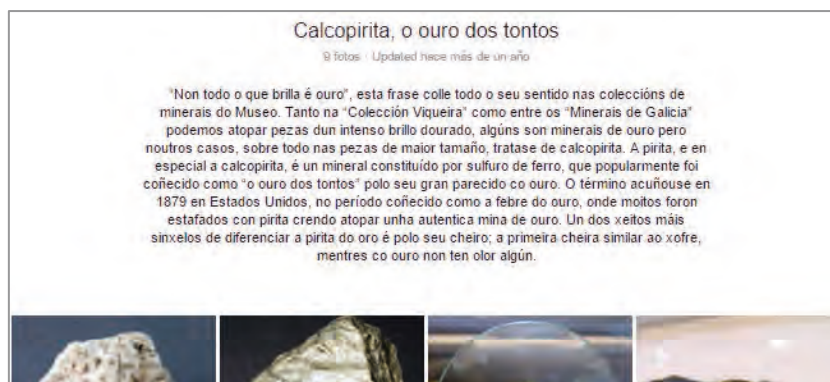 Calcopirita, o ouro dos tontos
9 fotos · Updated hace más de un año
"Non todo o que brilla é ouro", esta frase colle todo o seu sentido nas coleccións de
minerais do Museo. Tanto na "Colección Viqueira" como entre os "Minerais de Galicia"
podemos atopar pezas dun intenso brillo dourado, algúns son minerais de ouro pero
noutros casos, sobre todo nas pezas de maior tamaño, tratase de calcopirita. A pirita, e en
especial a calcopirita, é un mineral constituído por sulfuro de ferro, que popularmente foi
coñecido como "o ouro dos tontos" polo seu gran parecido co ouro. O término acuñouse en
1879 en Estados Unidos, no período coñecido como a febre do ouro, onde moitos foron
estafados con pirita crendo atopar unha autentica mina de ouro. Un dos xeitos máis
sinxelos de diferenciar a pirita do oro é polo seu cheiro; a primeira cheira similar ao xofre,
mentres co ouro non ten olor algún.